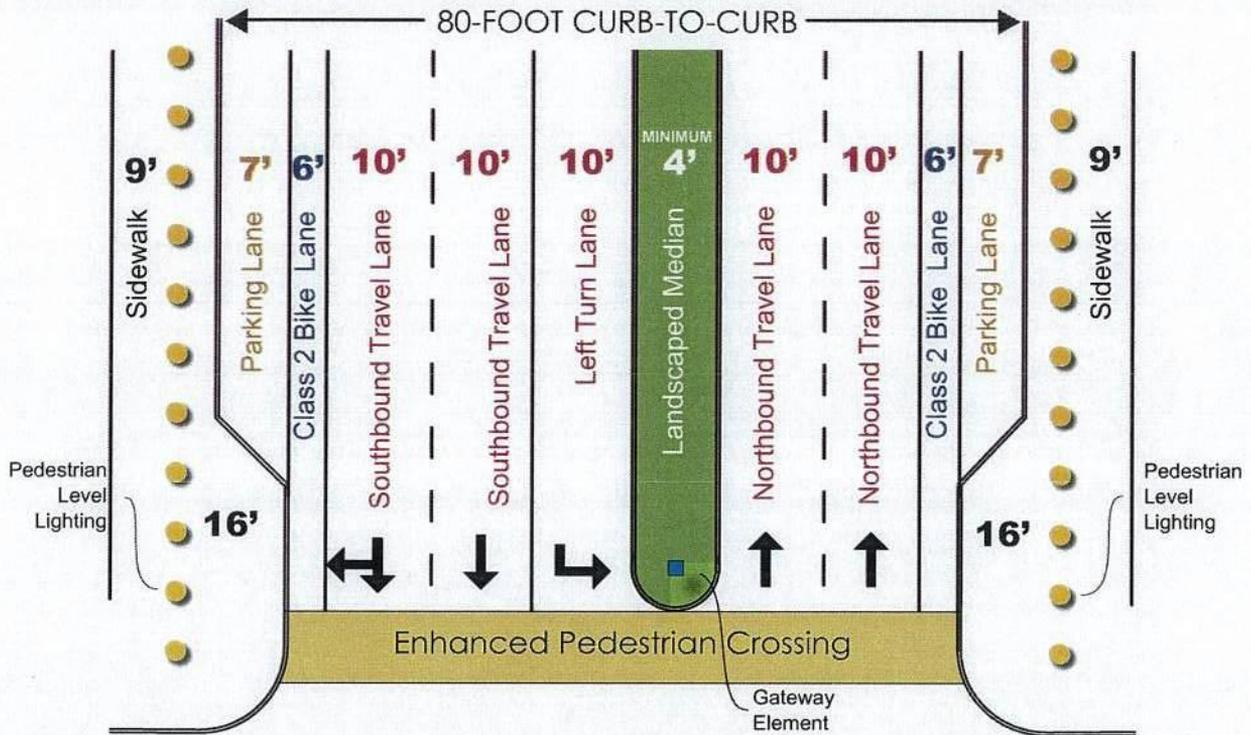 80-FOOT CURB-TO-CURB
MINIMUM
9’ 7’ 6’ 10’ 10’ 10’ 4’ 10’ 10’ 6’ 7’ 9’
Sidewalk
Parking Lane
Class 2 Bike Lane
Southbound Travel Lane
Southbound Travel Lane
Left Turn Lane
Landscaped Median
Northbound Travel Lane
Northbound Travel Lane
Class 2 Bike Lane
Parking Lane
Sidewalk
Pedestrian
Level
Lighting
16’
16’
Pedestrian
Level
Lighting
Enhanced Pedestrian Crossing
Gateway
Element